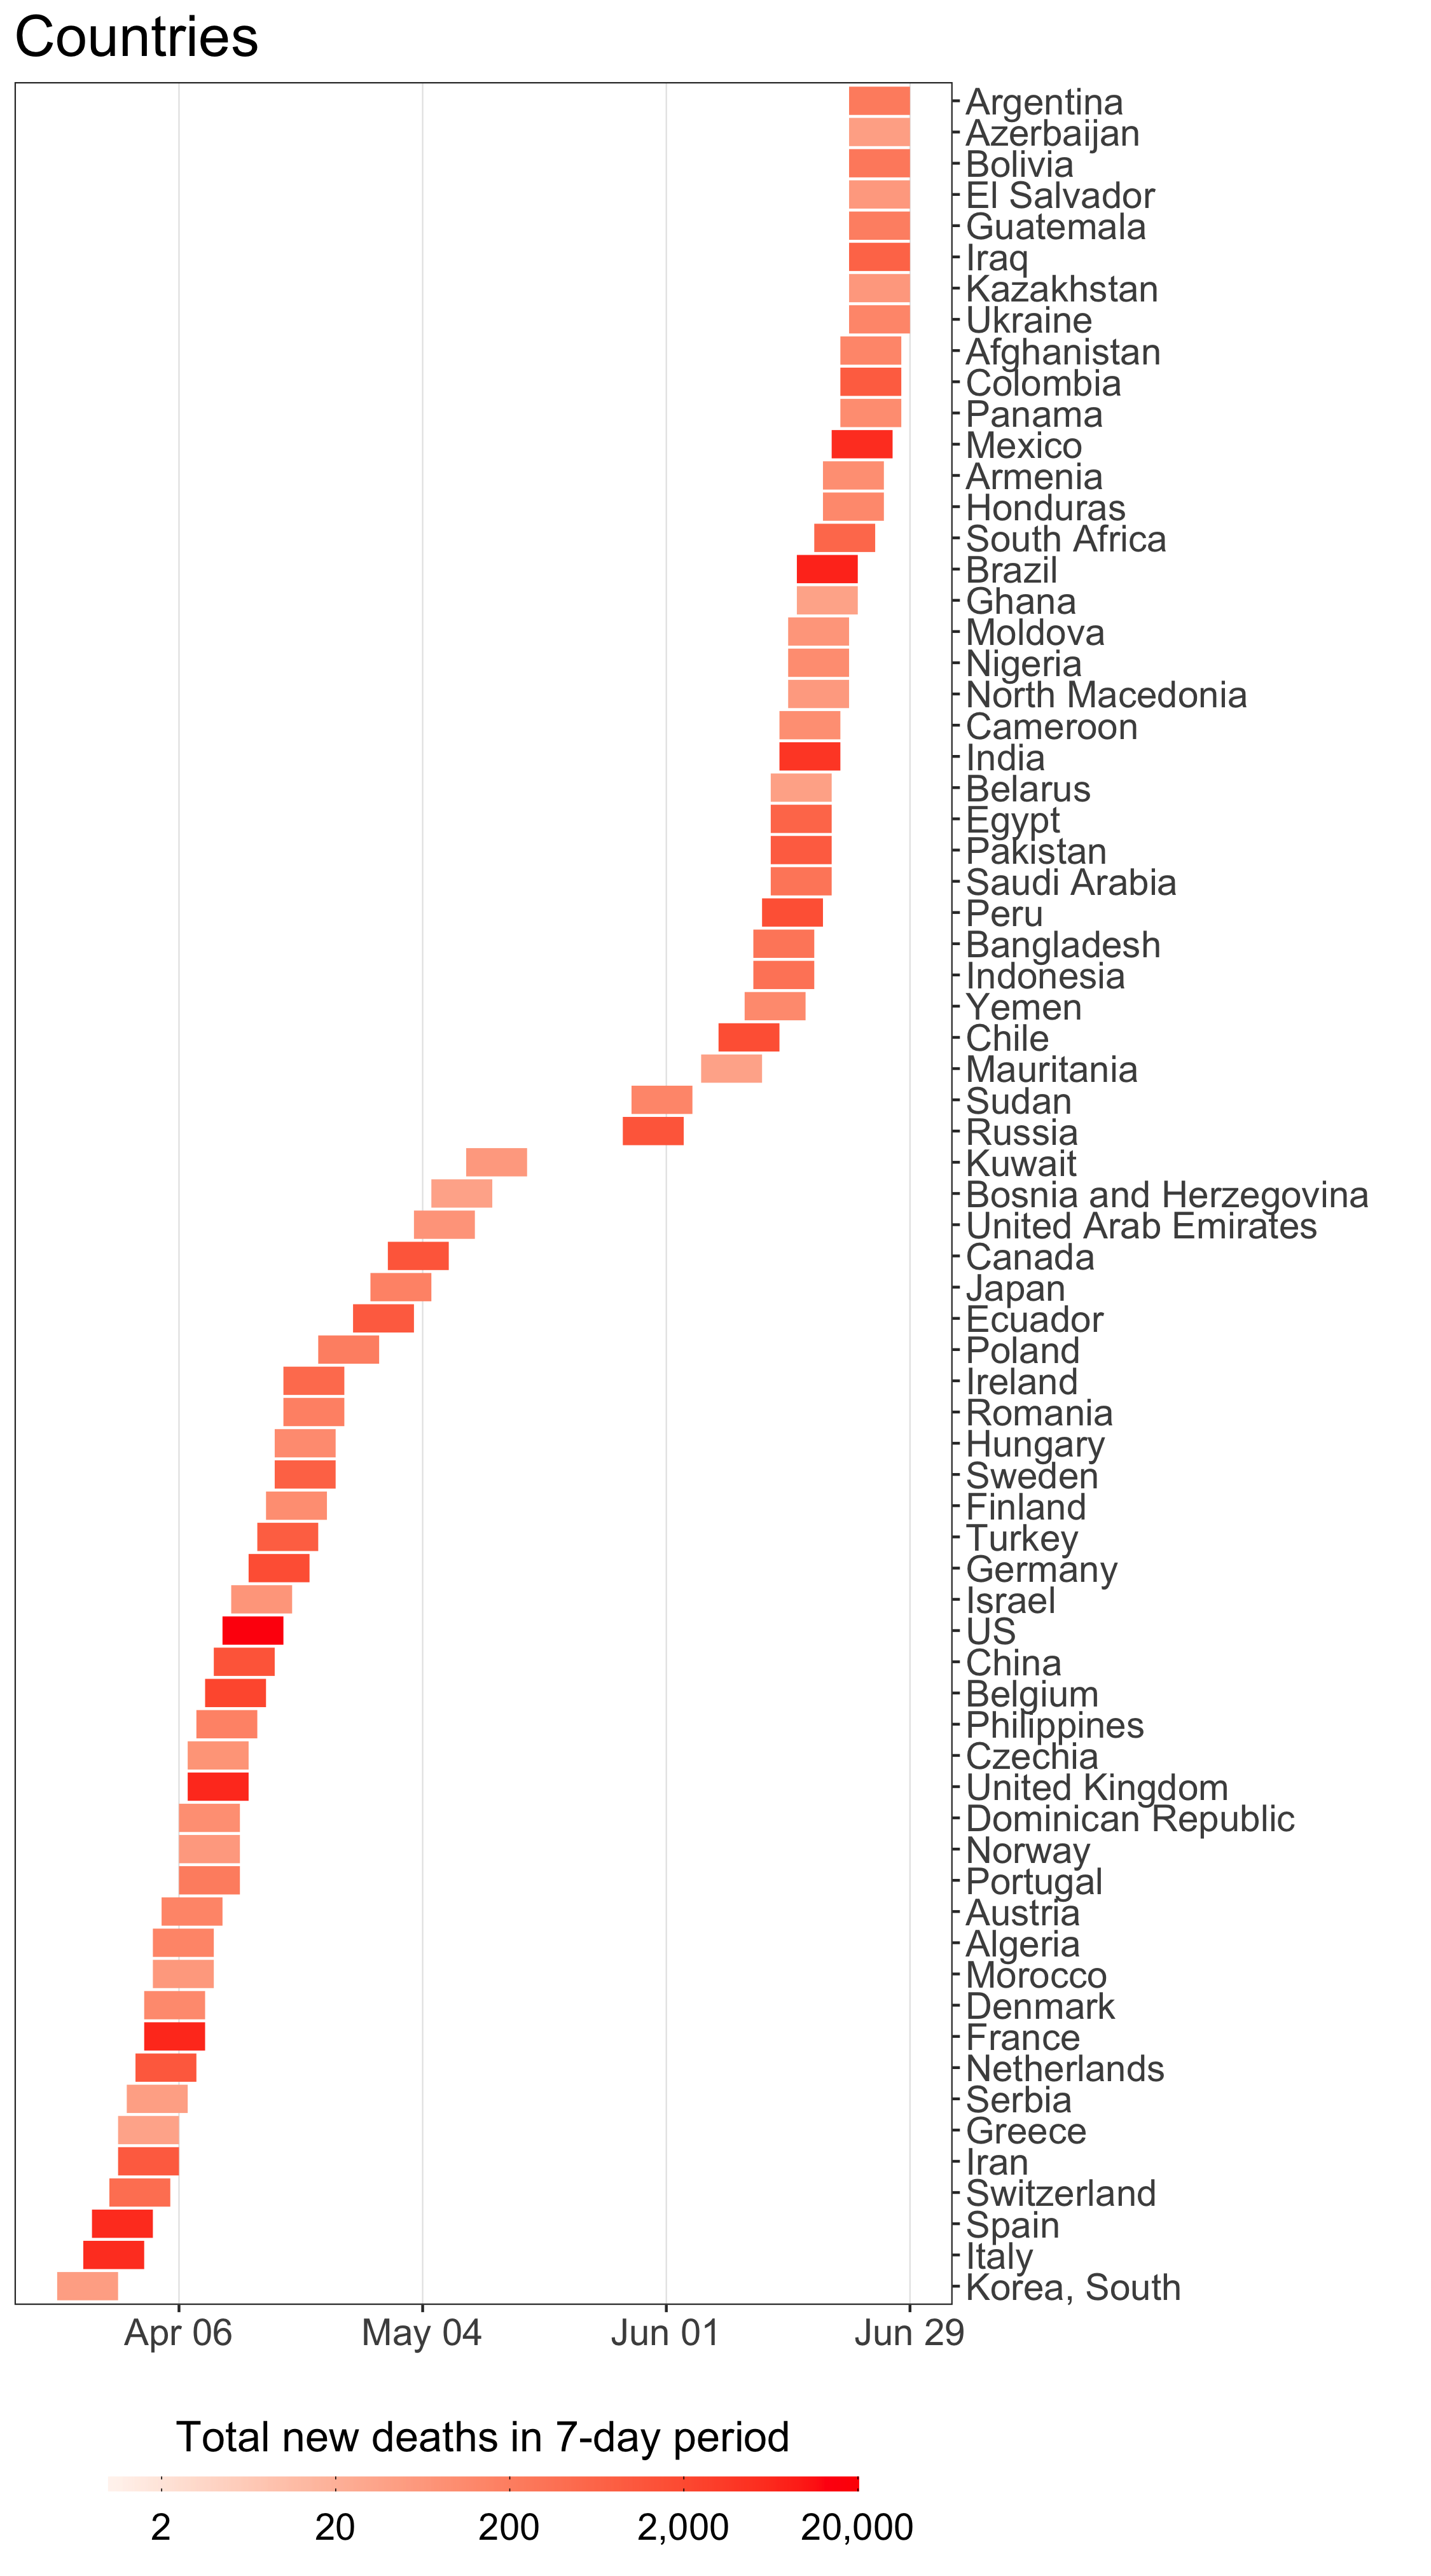 Countries
Argentina
Azerbaijan
Bolivia
El Salvador
Guatemala
Iraq
Kazakhstan
Ukraine
Afghanistan
Colombia
Panama
Mexico
Armenia
Honduras
South Africa
Brazil
Ghana
Moldova
Nigeria
North Macedonia
Cameroon
India
Belarus
Egypt
Pakistan
Saudi Arabia
Peru
Bangladesh
Indonesia
Yemen
Chile
Mauritania
Sudan
Russia
Kuwait
Bosnia and Herzegovina
United Arab Emirates
Canada
Japan
Ecuador
Poland
Ireland
Romania
Hungary
Sweden
Finland
Turkey
Germany
Israel
US
China
Belgium
Philippines
Czechia
United Kingdom
Dominican Republic
Norway
Portugal
Austria
Algeria
Morocco
Denmark
France
Netherlands
Serbia
Greece
Iran
Switzerland
Spain
Italy
Korea, South
Apr 06 May 04 Jun 01 Jun 29
Total new deaths in 7-day period
2 20 200 2,000 20,000